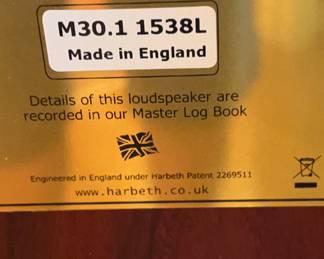 M30.1 1538L
Made in England
Details of this loudspeaker are
recorded in our Master Log Book
Engineered in England under Harbeth Patent 2269511
www.harbeth.co.uk